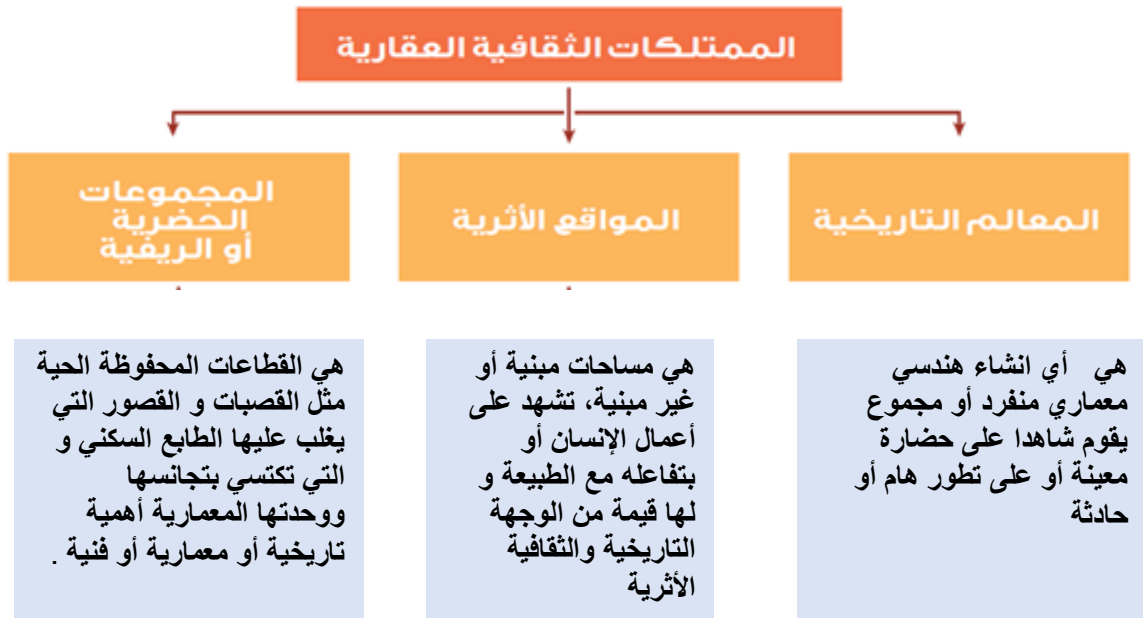 الممتلكات الثقافية العقارية
المعالم التاريخية
المواقع الأثرية
المجموعات
الحضرية
أو الريفية
هي أي انشاء هندسي
معماري منفرد أو مجموع
يقوم شاهدا على حضارة
معينة أو على تطور هام أو
حادثة
هي مساحات مبنية أو
غير مبنية، تشهد على
أعمال الإنسان أو
بتفاعله مع الطبيعة و
لها قيمة من الوجهة
التاريخية والثقافية
الأثرية
هي القطاعات المحفوظة الحية
مثل القصبات و القصور التي
يغلب عليها الطابع السكني و
التي تكتسي بتجانسها
ووحدتها المعمارية أهمية
تاريخية أو معمارية أو فنية .